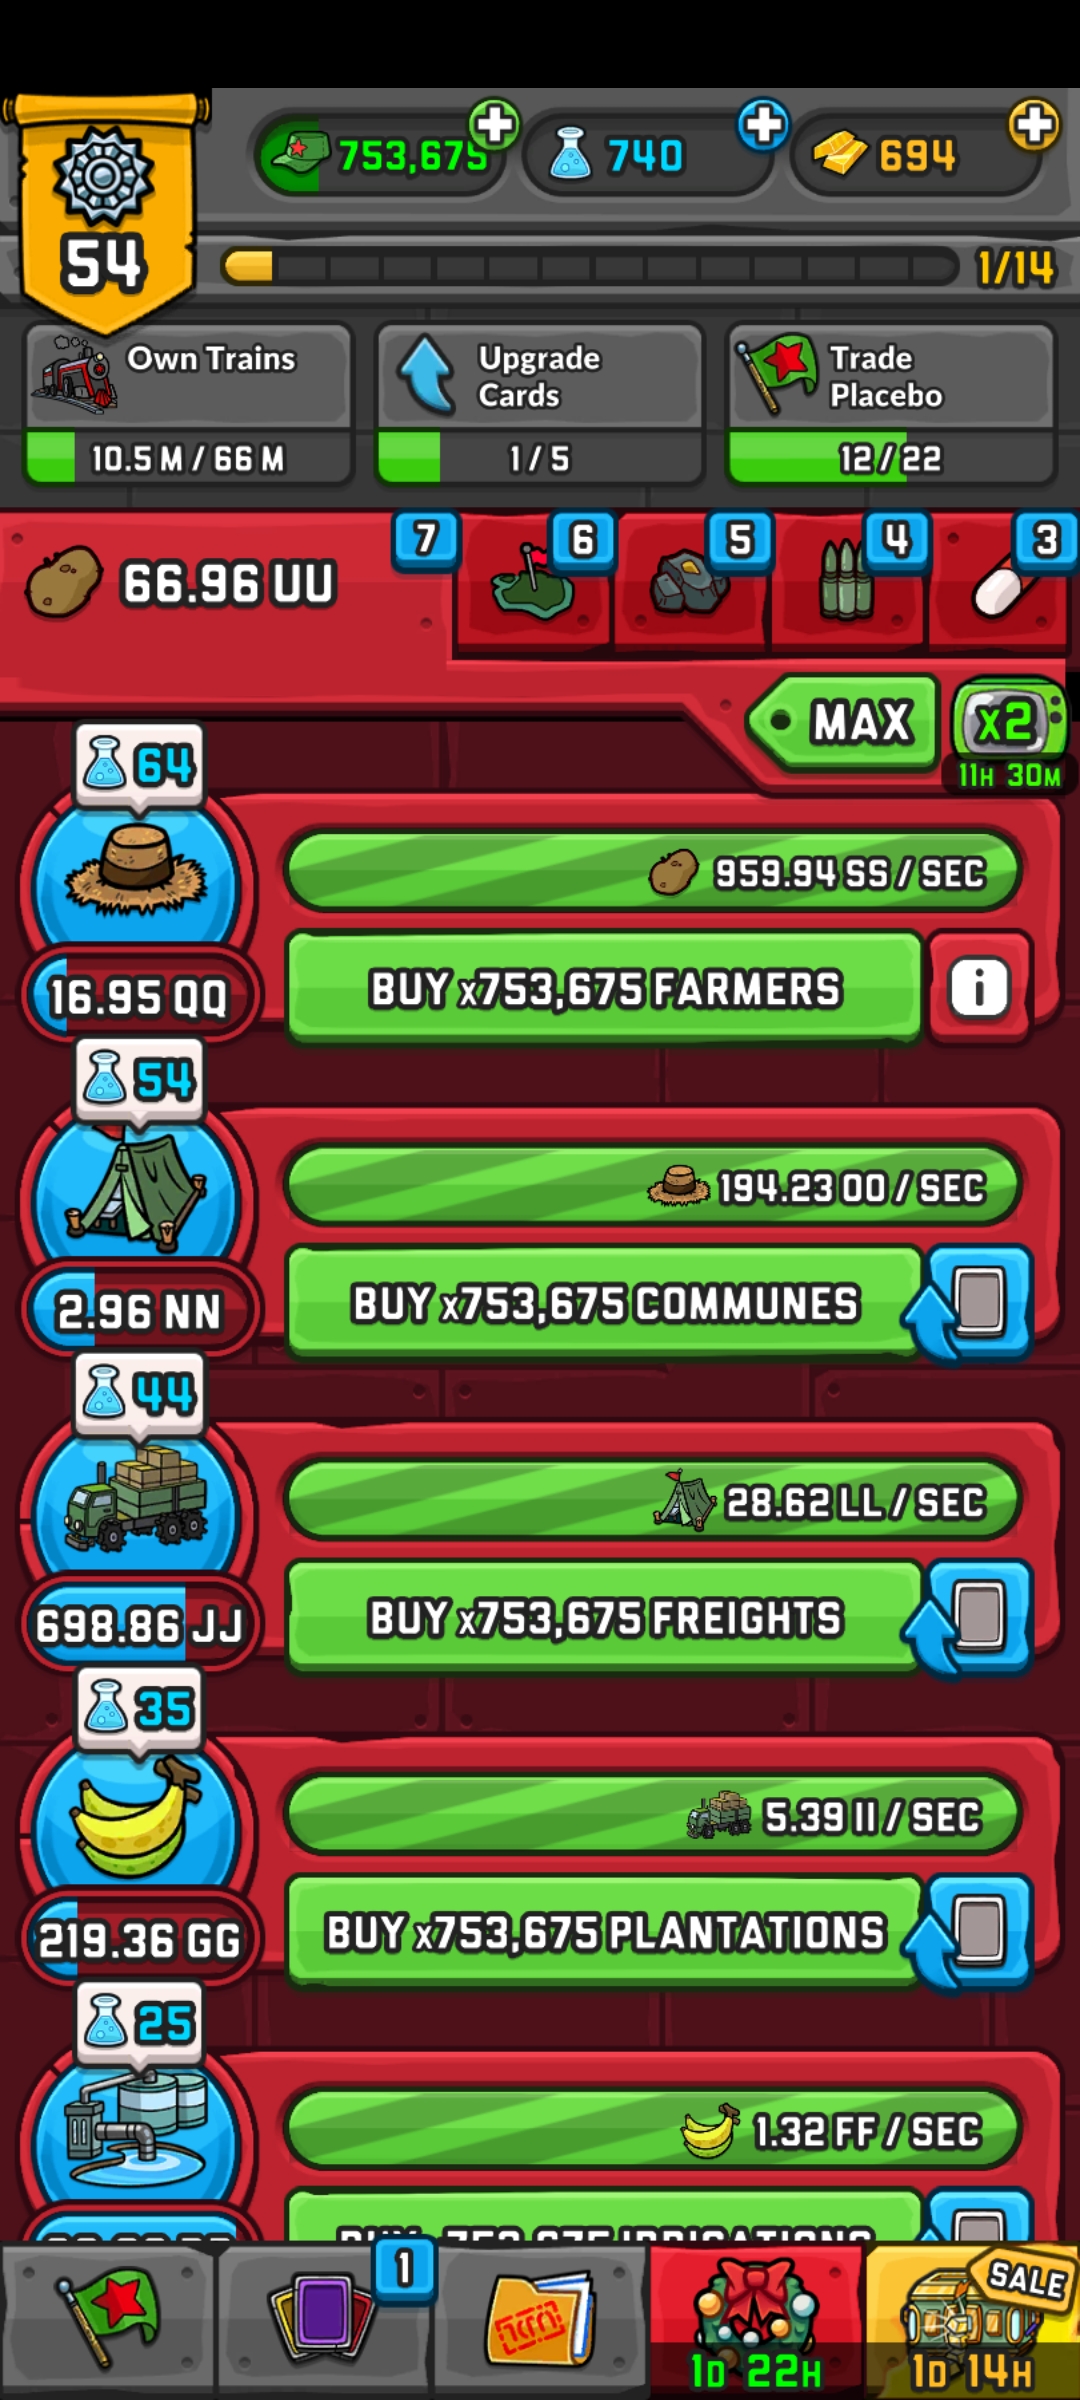 753,675
740
694
54
1/14
Own Trains
10.5 M / 66 M
Upgrade
Cards
1 / 5
Trade
Placebo
12 / 22
66.96 UU
7
6
5
4
3
MAX
x2
11H 30M
64
959.94 SS / SEC
16.95 QQ
BUY x753,675 FARMERS
i
54
194.23 OO / SEC
2.96 NN
BUY x753,675 COMMUNES
44
28.62 LL / SEC
698.86 JJ
BUY x753,675 FREIGHTS
35
5.39 II / SEC
219.36 GG
BUY x753,675 PLANTATIONS
25
1.32 FF / SEC
BUY x753,675 IRRIGATIONS
1
SALE
1D 22H
1D 14H